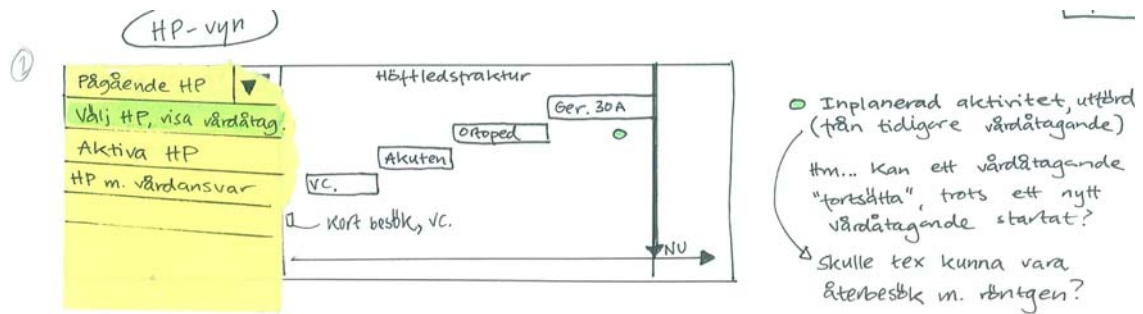 HP-vyn
1
Pågående HP
Välj HP, visa vårdåtag.
Aktiva HP
HP m. vårdansvar
Höftledsfraktur
Ger. 30A
Ortoped
Akuten
VC.
Kort besök, VC.
NU
Inplanerad aktivitet, utförd
(från tidigare vårdåtagande)
Hm... Kan ett vårdåtagande
"fortsätta", trots ett nytt
vårdåtagande startat?
Skulle tex kunna vara
återbesök m. röntgen?